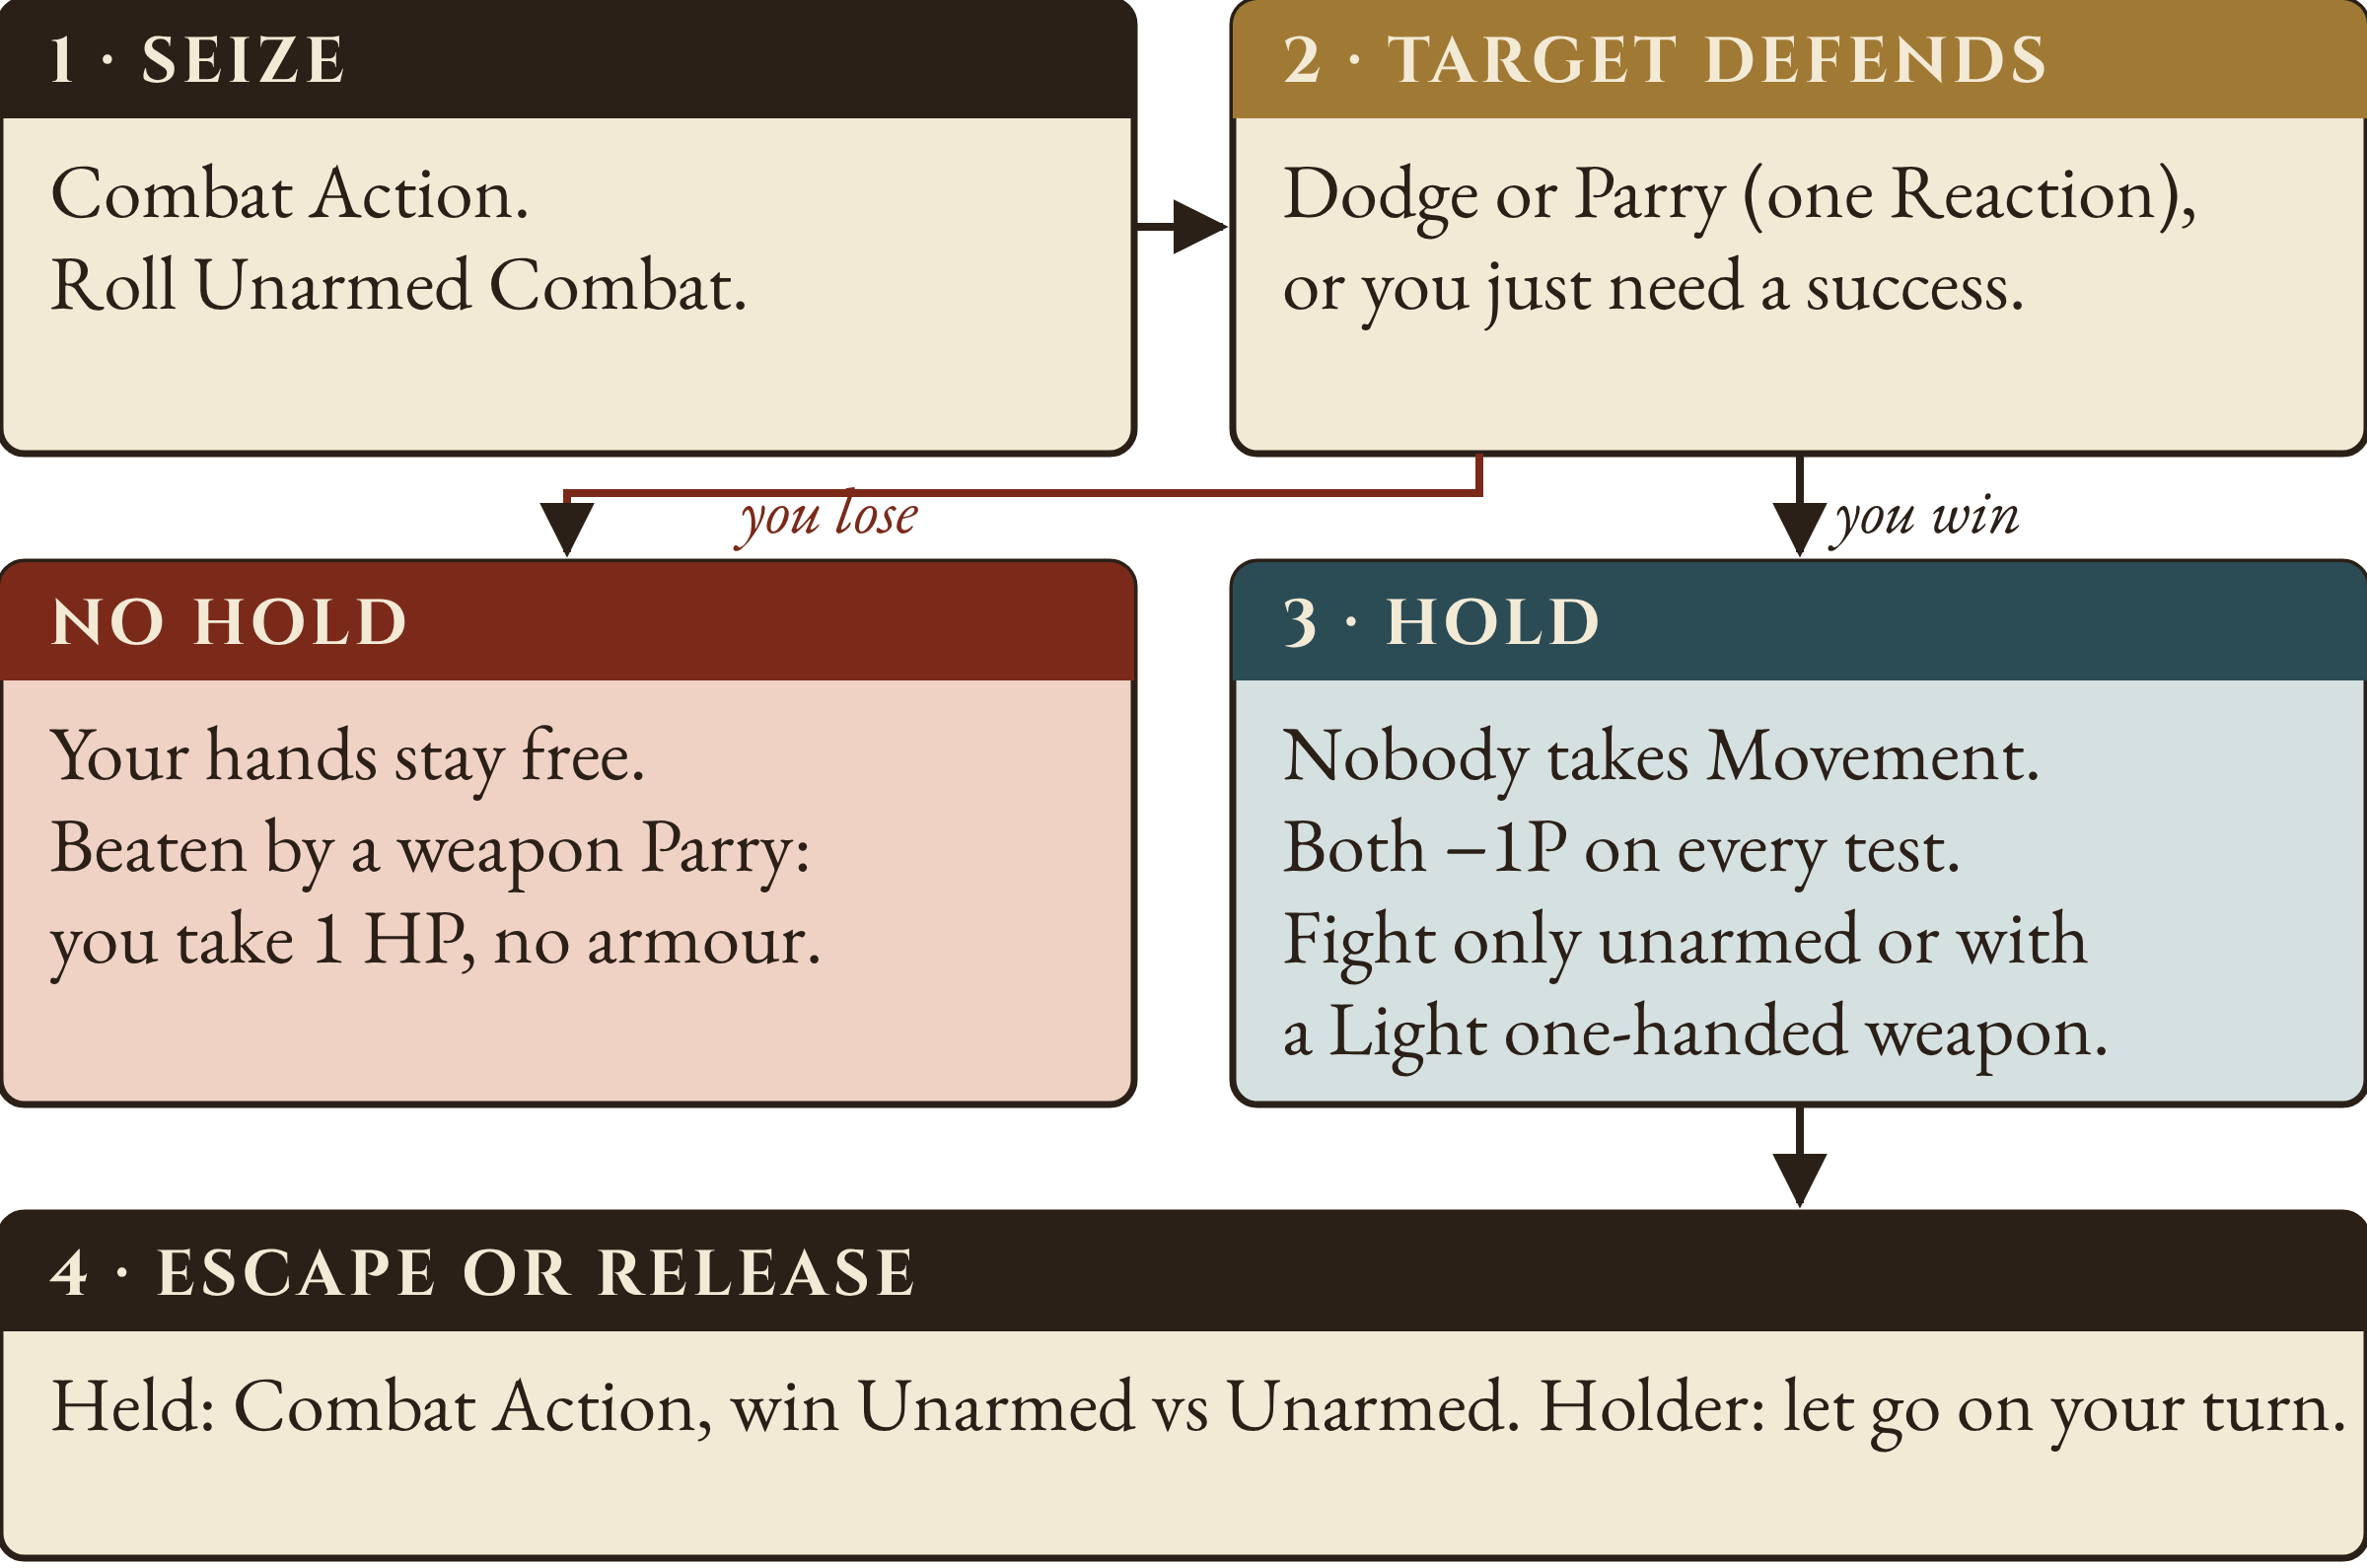 1 · SEIZE
Combat Action.
Roll Unarmed Combat.
2 · TARGET DEFENDS
Dodge or Parry (one Reaction),
or you just need a success.
you lose
you win
NO HOLD
Your hands stay free.
Beaten by a weapon Parry:
you take 1 HP, no armour.
3 · HOLD
Nobody takes Movement.
Both −1P on every test.
Fight only unarmed or with
a Light one-handed weapon.
4 · ESCAPE OR RELEASE
Held: Combat Action, win Unarmed vs Unarmed. Holder: let go on your turn.